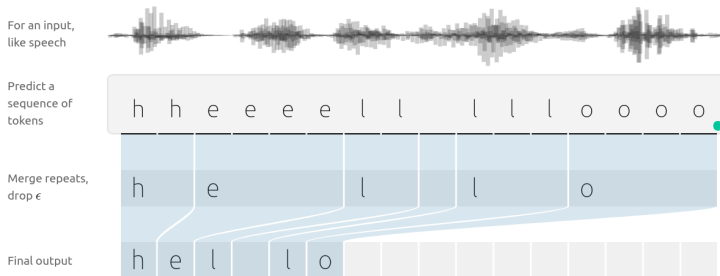 For an input,
like speech
Predict a
sequence of
tokens
h h e e e e l l l l l o o o o
Merge repeats,
drop ϵ
h e l l o
Final output
h e l l o